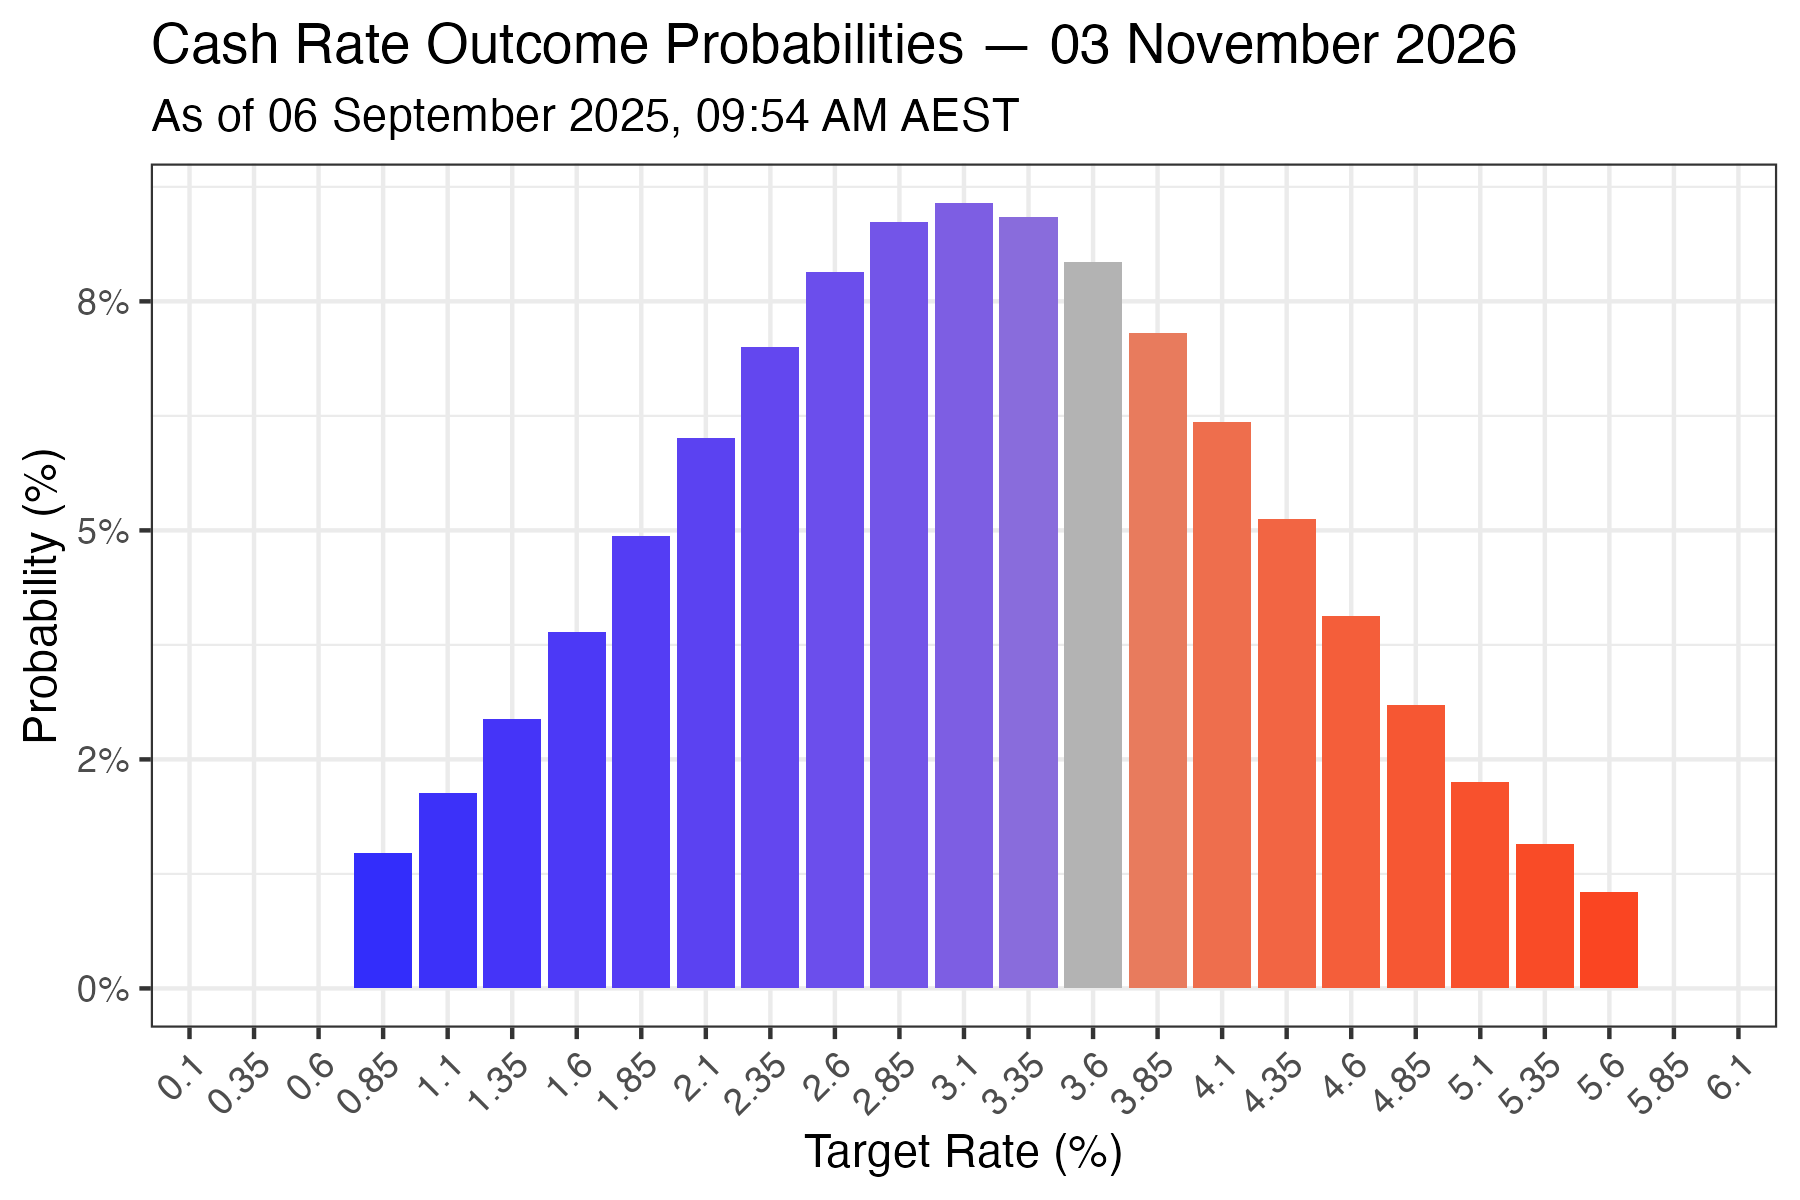 Cash Rate Outcome Probabilities — 03 November 2026
As of 06 September 2025, 09:54 AM AEST
Probability (%)
8%
5%
2%
0%
0.1 0.35 0.6 0.85 1.1 1.35 1.6 1.85 2.1 2.35 2.6 2.85 3.1 3.35 3.6 3.85 4.1 4.35 4.6 4.85 5.1 5.35 5.6 5.85 6.1
Target Rate (%)